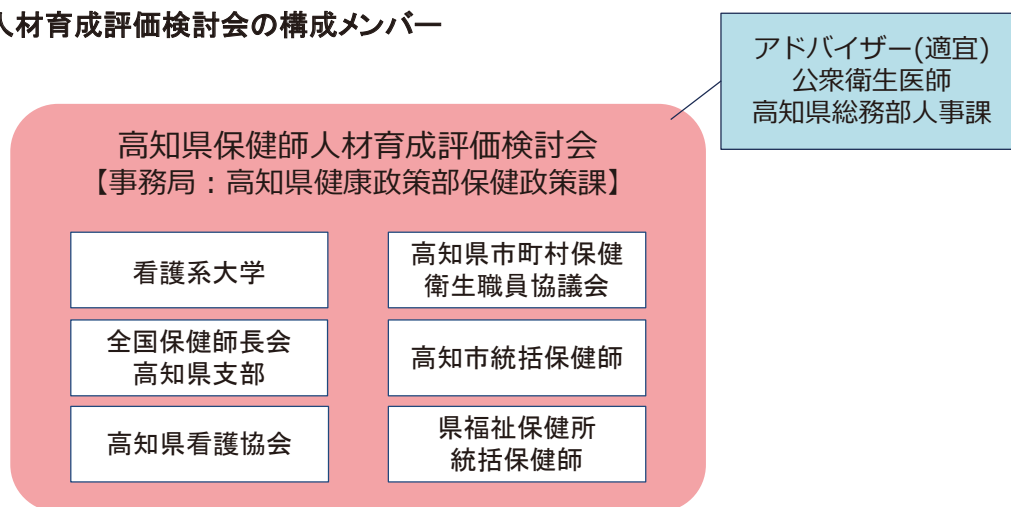 人材育成評価検討会の構成メンバー
アドバイザー(適宜)
公衆衛生医師
高知県総務部人事課
高知県保健師人材育成評価検討会
【事務局：高知県健康政策部保健政策課】
看護系大学
高知県市町村保健
衛生職員協議会
全国保健師長会
高知県支部
高知市統括保健師
高知県看護協会
県福祉保健所
統括保健師